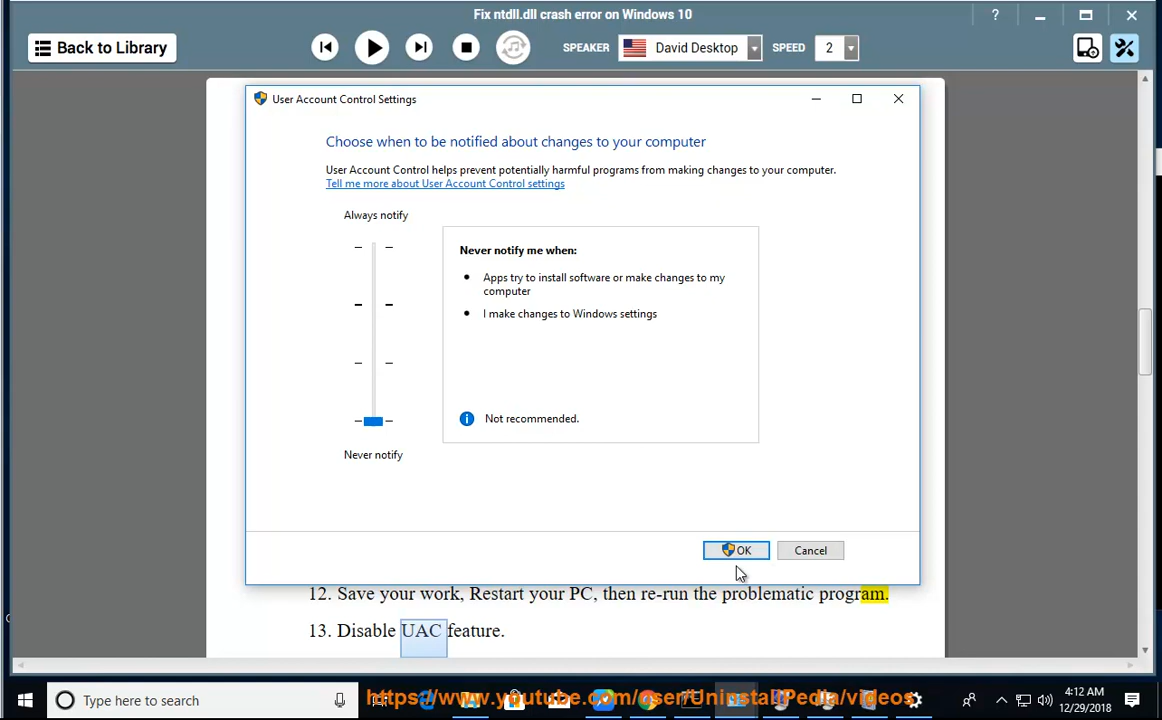 Fix ntdll.dll crash error on Windows 10
?
Back to Library
SPEAKER
David Desktop
SPEED
2
User Account Control Settings
Choose when to be notified about changes to your computer
User Account Control helps prevent potentially harmful programs from making changes to your computer.
Tell me more about User Account Control settings
Always notify
Never notify me when:
Apps try to install software or make changes to my
computer
I make changes to Windows settings
Not recommended.
Never notify
OK
Cancel
12. Save your work, Restart your PC, then re-run the problematic program.
13. Disable UAC feature.
Type here to search
https://www.youtube.com/user/UninstallPedia/videos
4:12 AM
12/29/2018